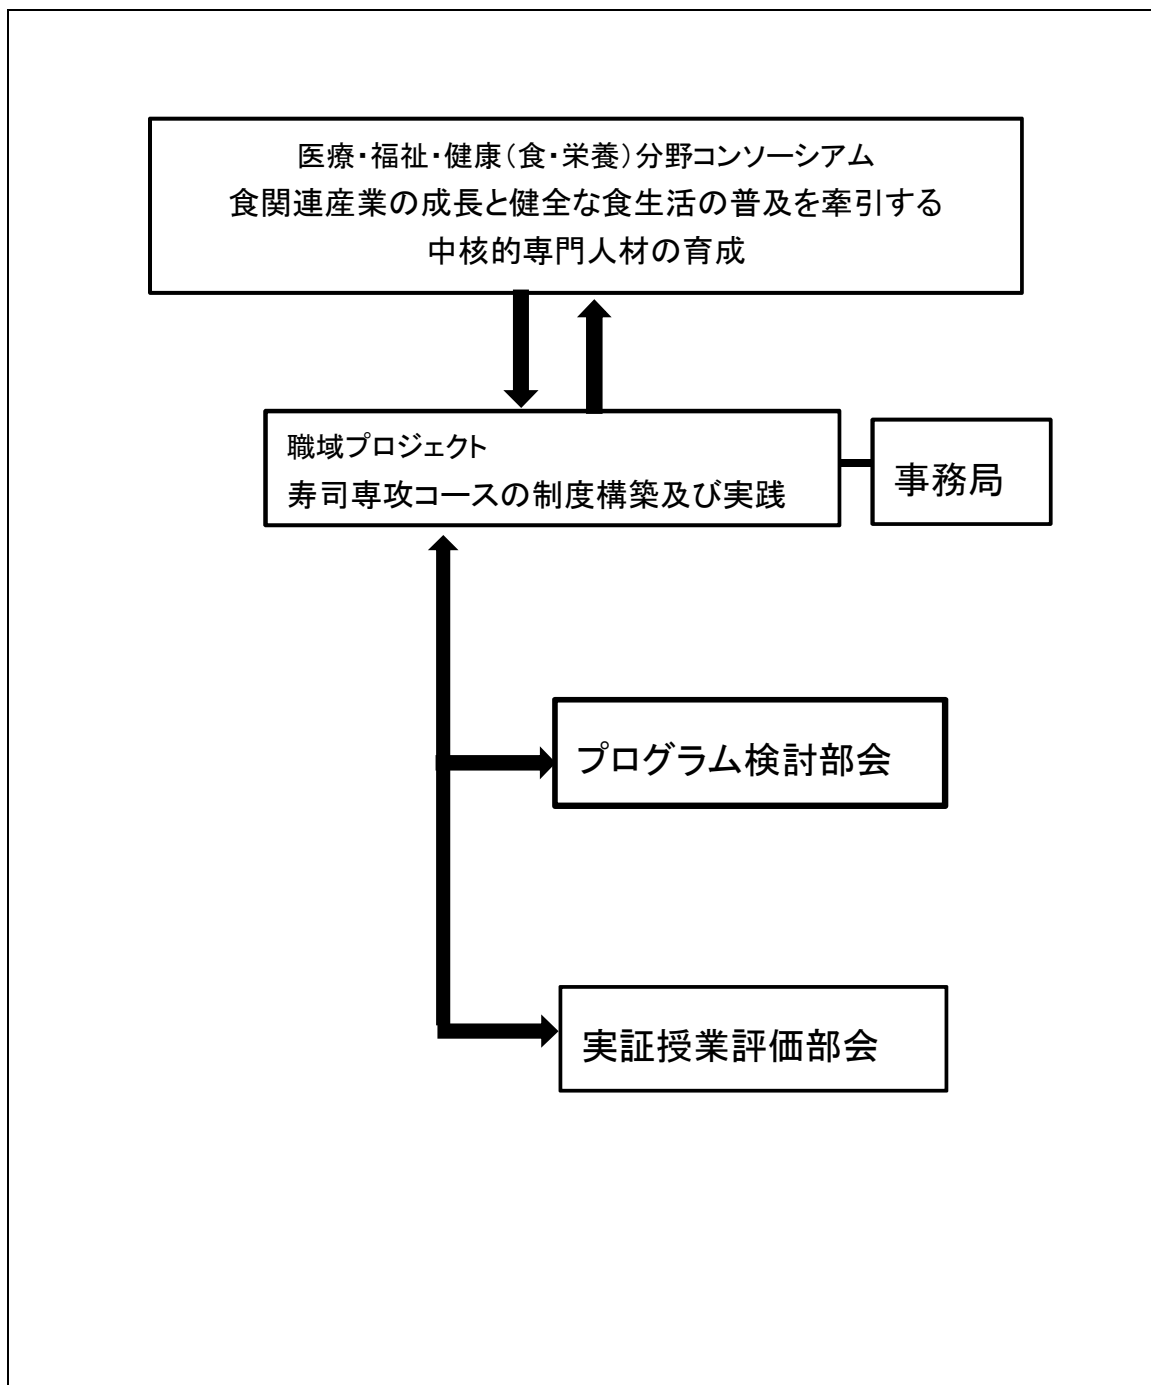 医療・福祉・健康（食・栄養）分野コンソーシアム
食関連産業の成長と健全な食生活の普及を牽引する
中核的専門人材の育成
職域プロジェクト
寿司専攻コースの制度構築及び実践
事務局
プログラム検討部会
実証授業評価部会